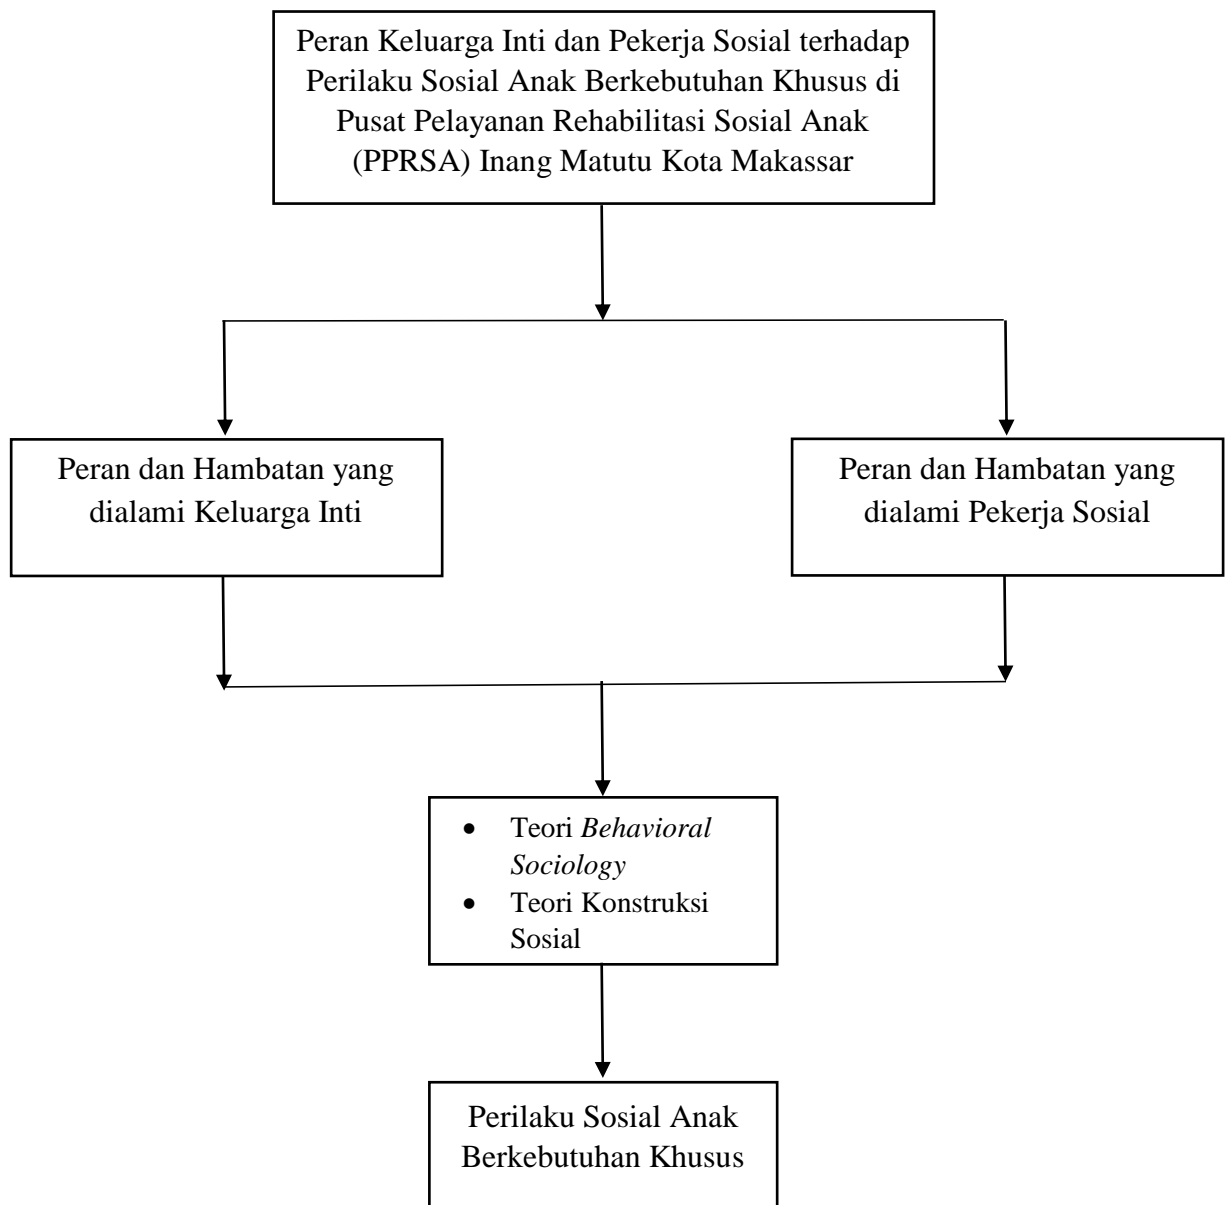 Peran Keluarga Inti dan Pekerja Sosial terhadap
Perilaku Sosial Anak Berkebutuhan Khusus di
Pusat Pelayanan Rehabilitasi Sosial Anak
(PPRSA) Inang Matutu Kota Makassar
Peran dan Hambatan yang
dialami Keluarga Inti
Peran dan Hambatan yang
dialami Pekerja Sosial
• Teori Behavioral
Sociology
• Teori Konstruksi
Sosial
Perilaku Sosial Anak
Berkebutuhan Khusus